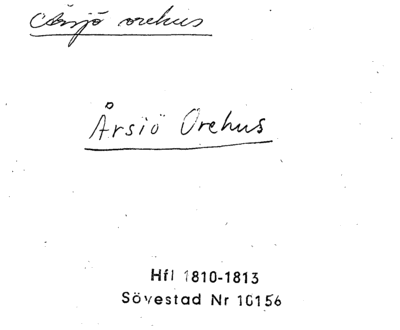 Årsjö orehus
Årsiö Orehus
Hfl 1810-1813
Sövestad Nr 10156